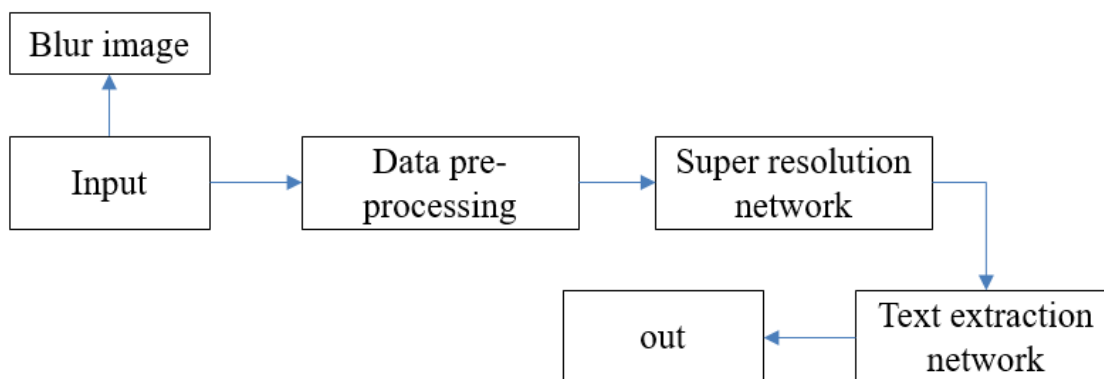 Blur image
Input
Data pre-
processing
Super resolution
network
Text extraction
network
out